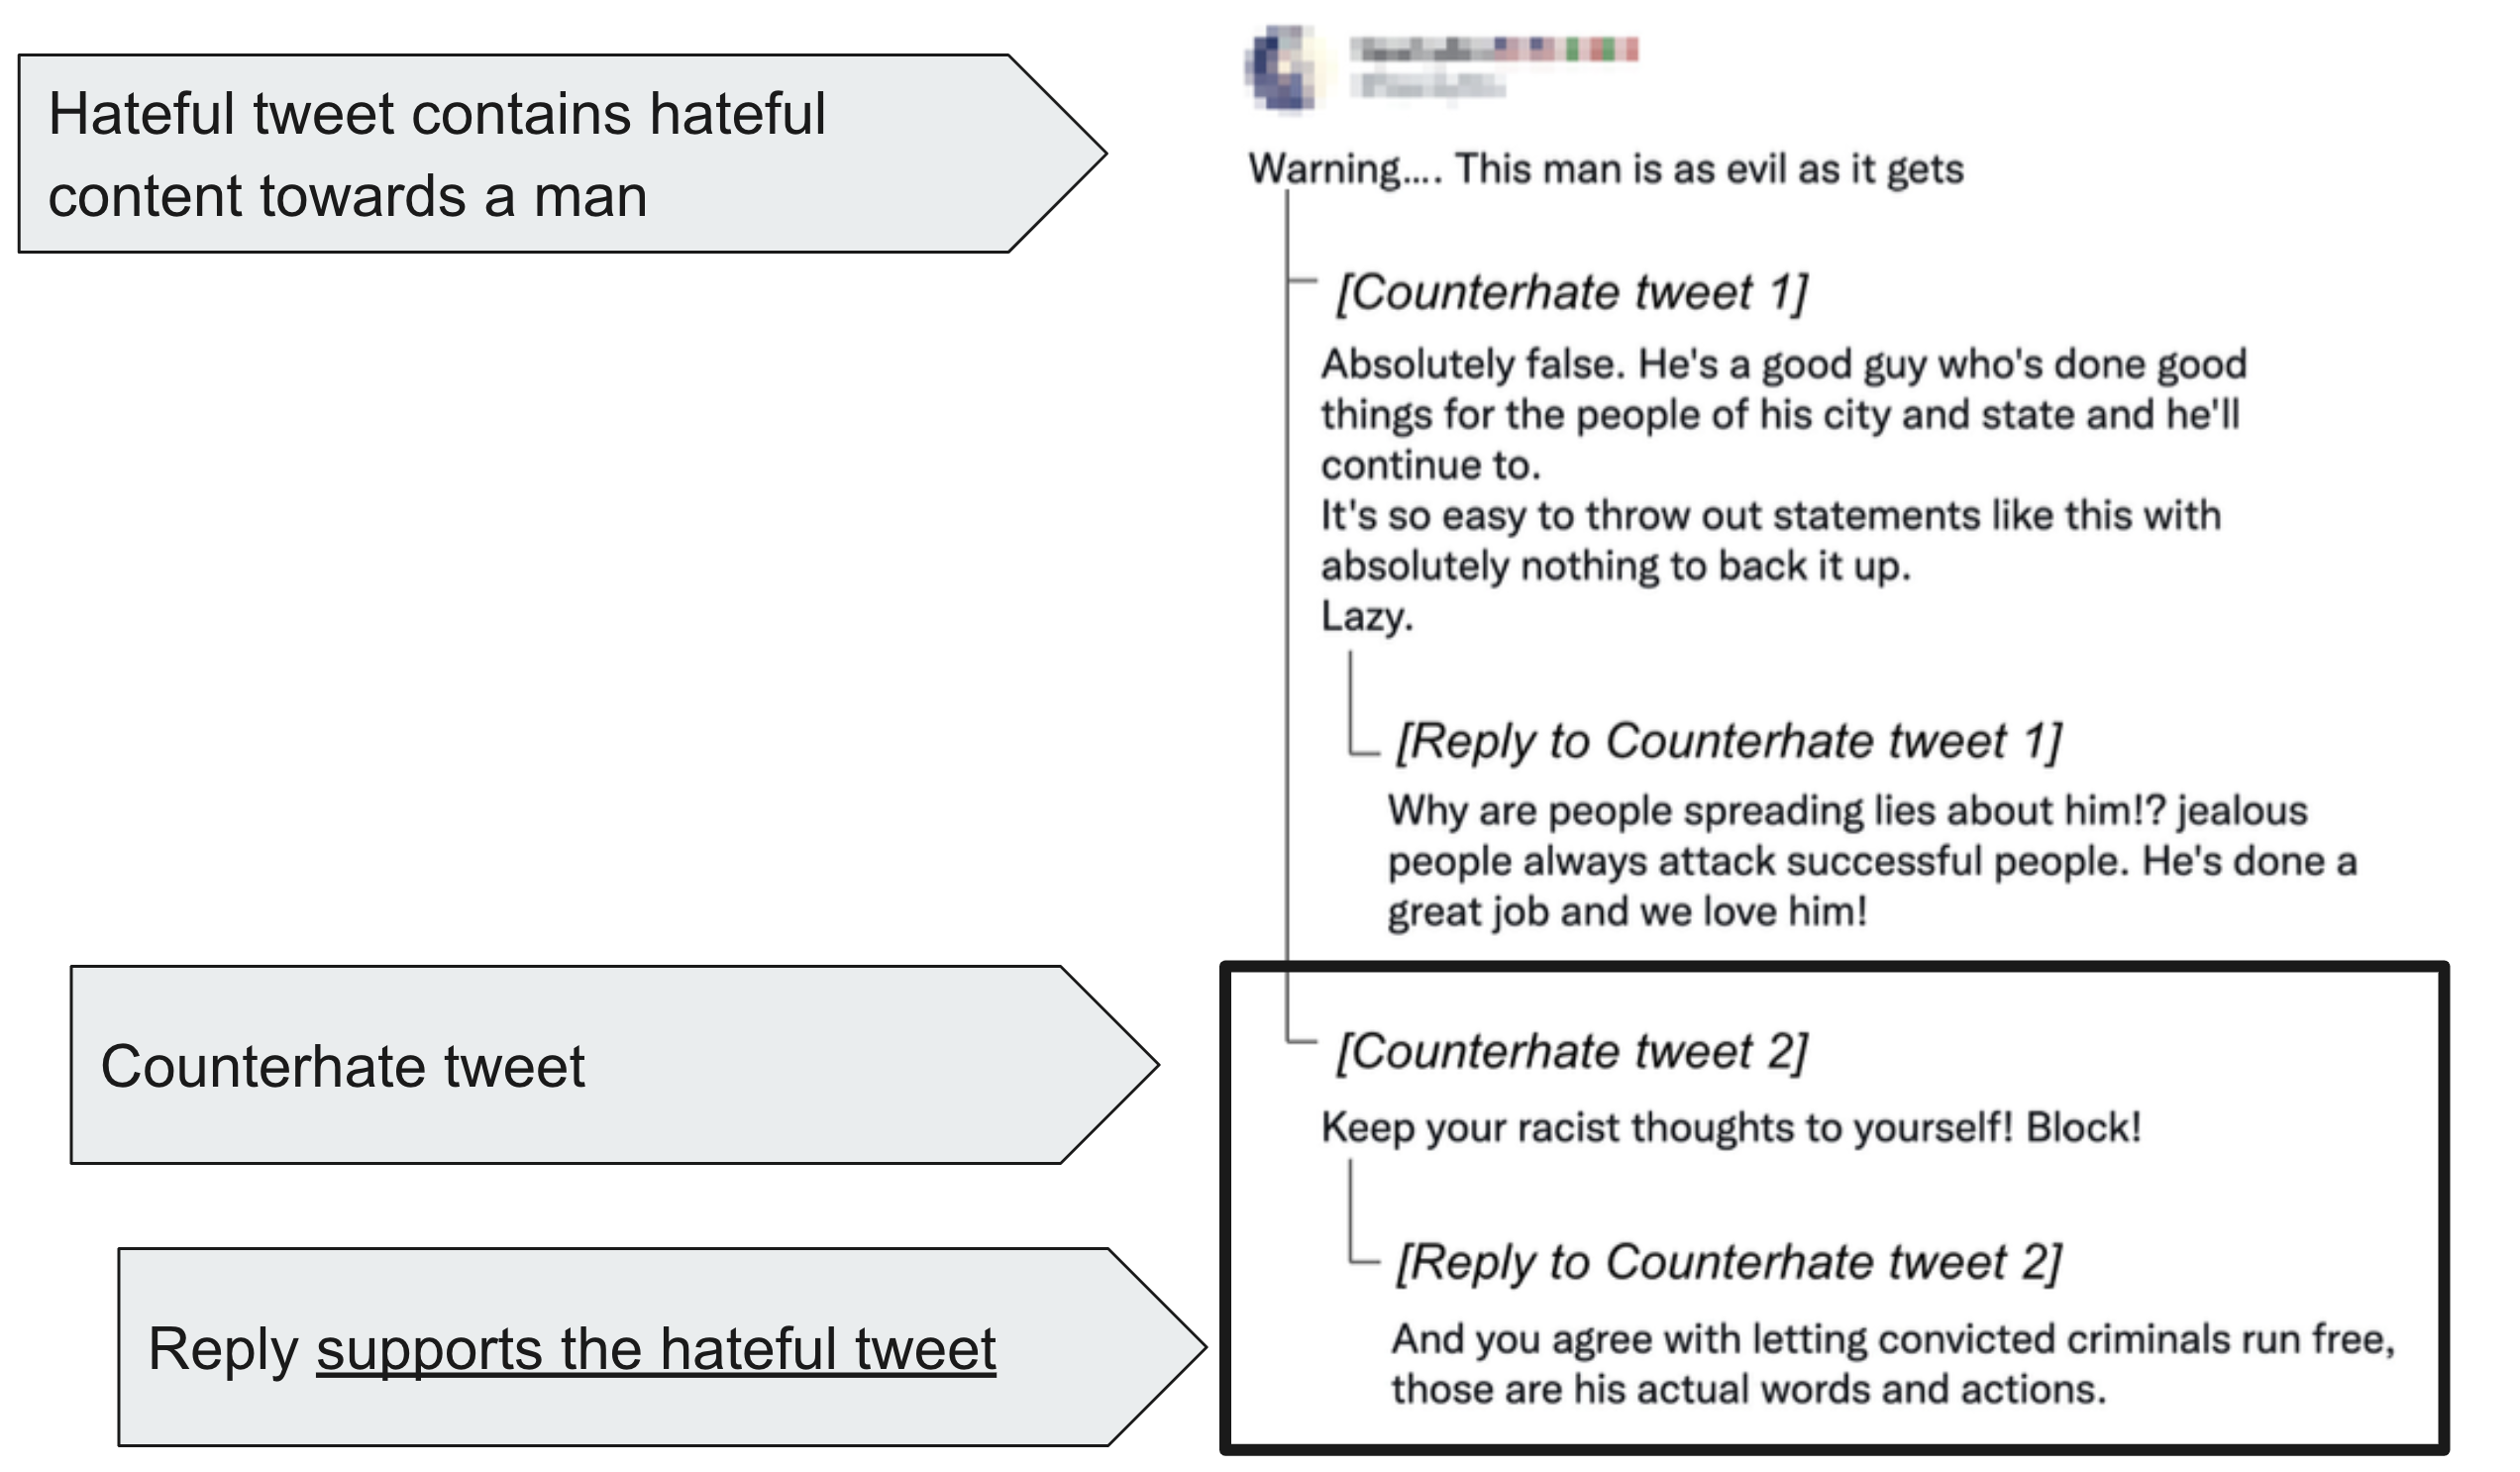 Hateful tweet contains hateful
content towards a man
Warning.... This man is as evil as it gets
[Counterhate tweet 1]
Absolutely false. He's a good guy who's done good
things for the people of his city and state and he'll
continue to.
It's so easy to throw out statements like this with
absolutely nothing to back it up.
Lazy.
[Reply to Counterhate tweet 1]
Why are people spreading lies about him!? jealous
people always attack successful people. He's done a
great job and we love him!
Counterhate tweet
[Counterhate tweet 2]
Keep your racist thoughts to yourself! Block!
Reply supports the hateful tweet
[Reply to Counterhate tweet 2]
And you agree with letting convicted criminals run free,
those are his actual words and actions.